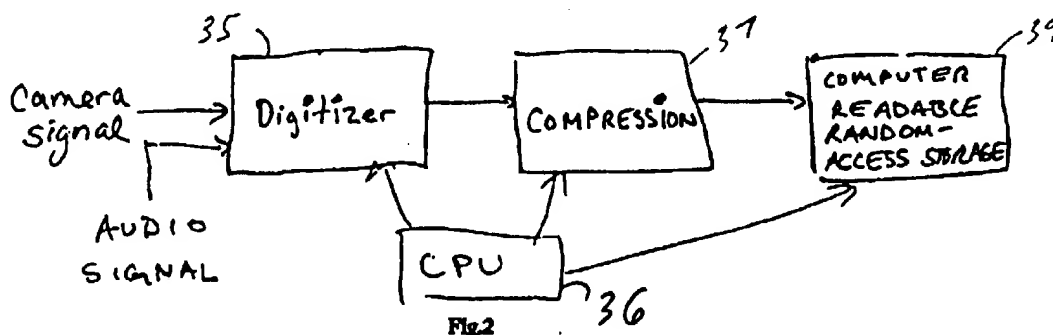 35
37
39
Camera
signal
Digitizer
COMPRESSION
COMPUTER
READABLE
RANDOM-
ACCESS STORAGE
AUDIO
SIGNAL
CPU
36
Fig.2